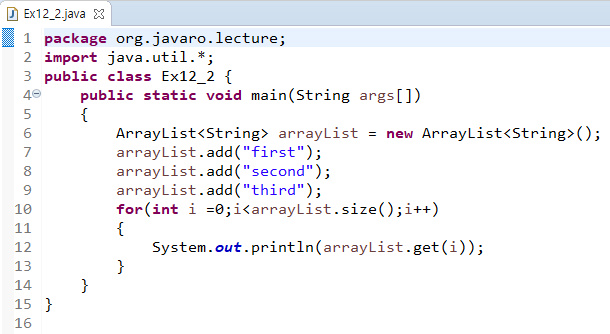 Ex12_2.java
1 package org.javaro.lecture;
2 import java.util.*;
3 public class Ex12_2 {
4     public static void main(String args[])
5     {
6         ArrayList<String> arrayList = new ArrayList<String>();
7         arrayList.add("first");
8         arrayList.add("second");
9         arrayList.add("third");
10         for(int i =0;i<arrayList.size();i++)
11         {
12             System.out.println(arrayList.get(i));
13         }
14     }
15 }
16